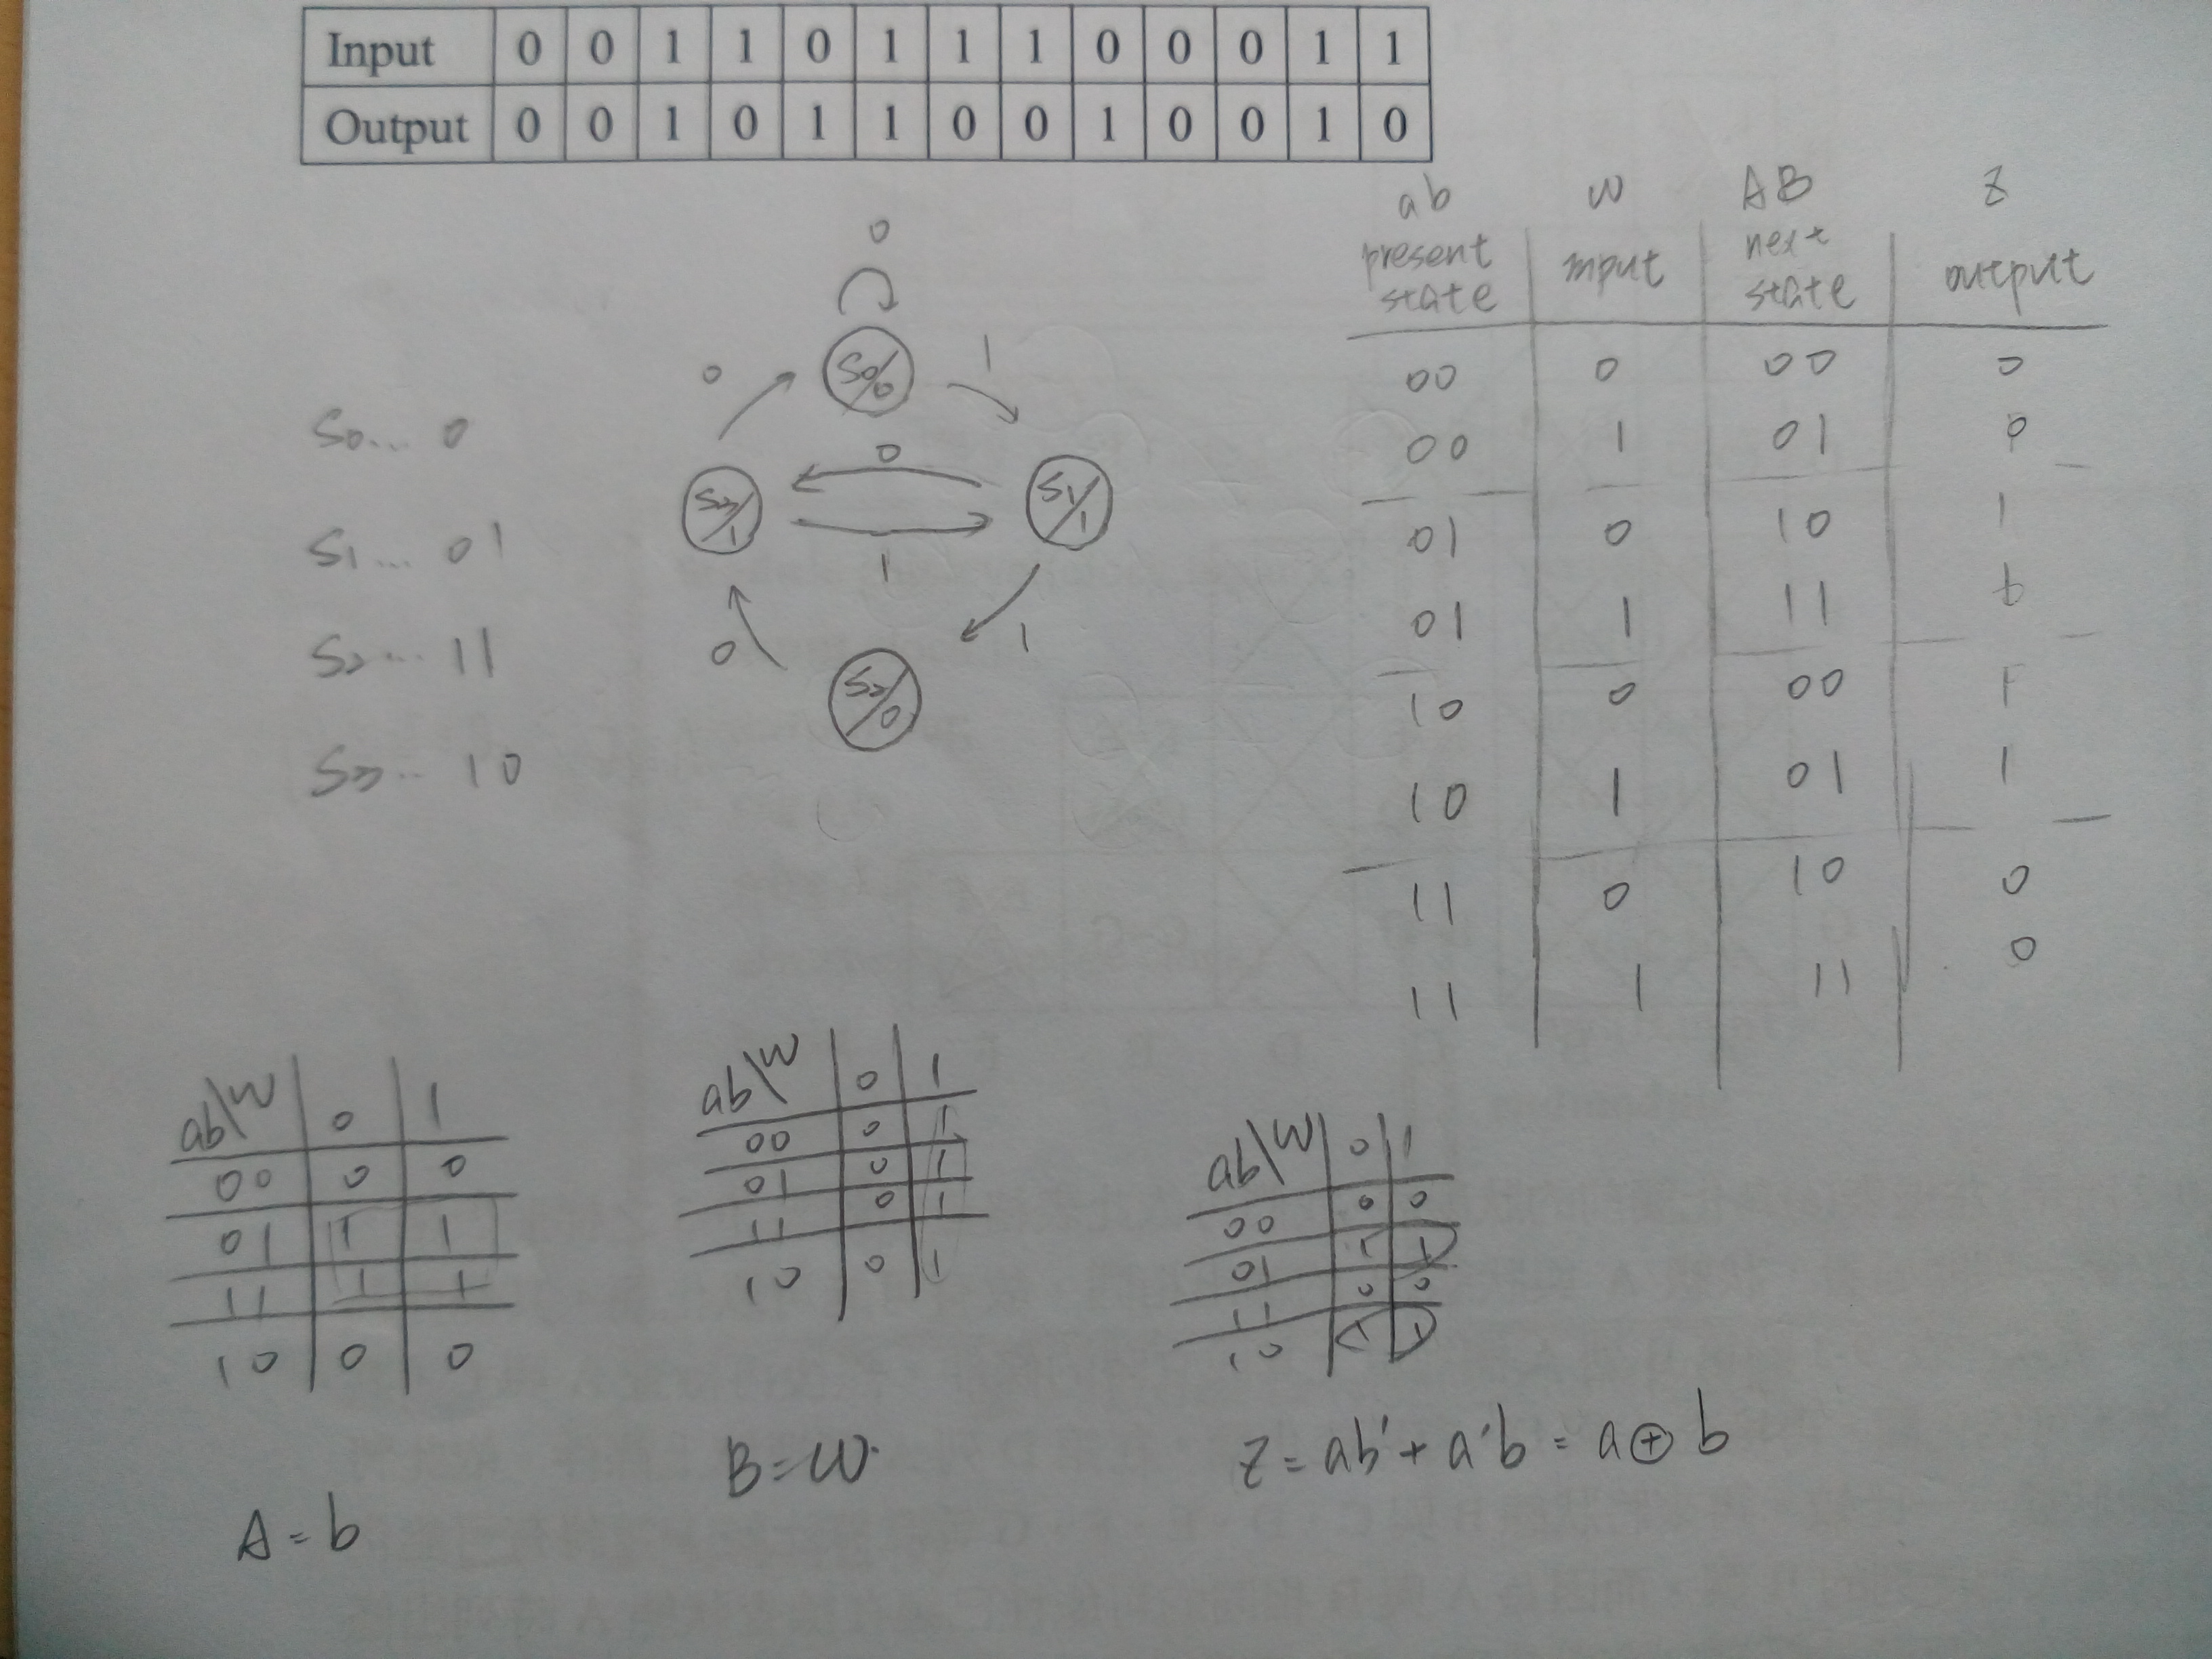 Input 0 0 1 1 0 1 1 1 0 0 0 1 1
Output 0 0 1 0 1 1 0 0 1 0 0 1 0
S0... 0
S1... 01
S2... 11
S3... 10
0
S0/0
0 1
0
S3/1 S1/1
1
0 1
S2/0
ab w AB z
present state input next state output
00 0 00 0
00 1 01 0
01 0 10 1
01 1 11 1
10 0 00 1
10 1 01 1
11 0 10 0
11 1 11 0
ab\w 0 1
00 0 0
01 1 1
11 1 1
10 0 0
A = b
ab\w 0 1
00 0 1
01 0 1
11 0 1
10 0 1
B = w
ab\w 0 1
00 0 0
01 1 1
11 0 0
10 1 1
z = ab' + a'b = a ⊕ b